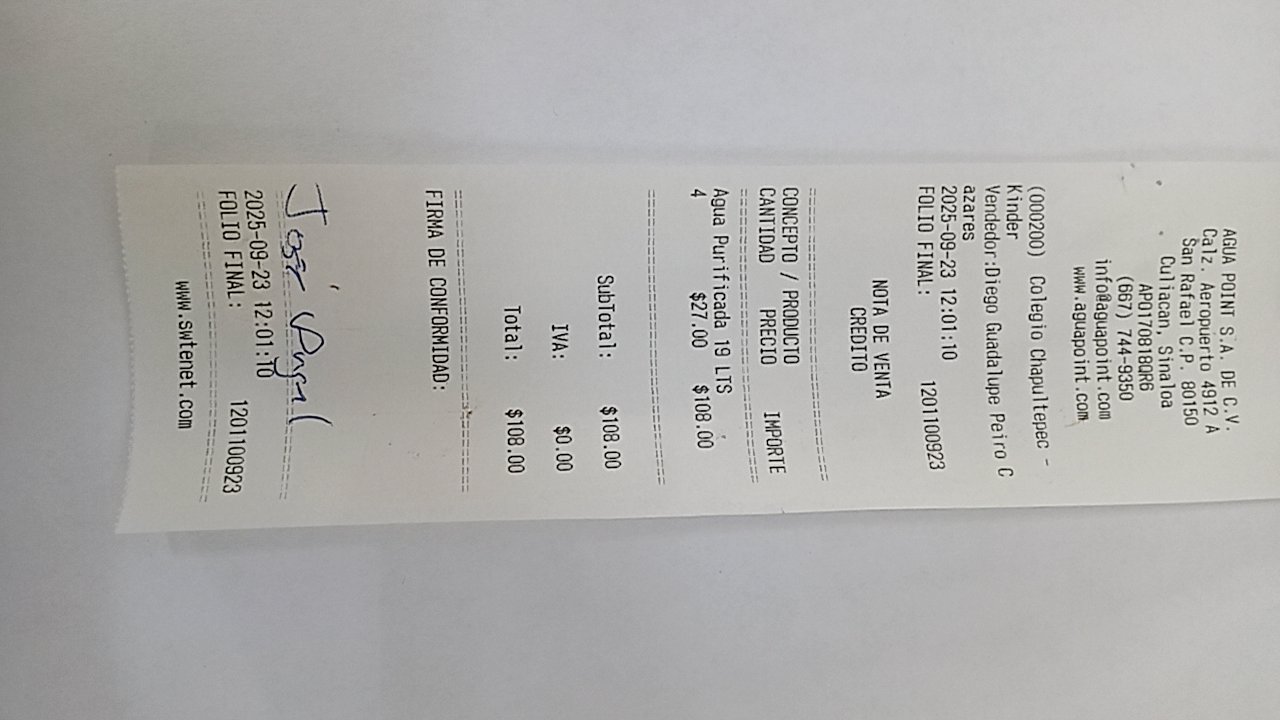 AGUA POINT S.A. DE C.V.
Calz. Aeropuerto 4912 A
San Rafael C.P. 80150
Culiacan, Sinaloa
APO170818QR6
(667) 744-9350
info@aguapoint.com
www.aguapoint.com
(000200) Colegio Chapultepec -
Kinder
Vendedor:Diego Guadalupe Peiro C
azares
2025-09-23 12:01:10
FOLIO FINAL: 1201100923
NOTA DE VENTA
CREDITO
CONCEPTO / PRODUCTO
CANTIDAD PRECIO IMPORTE
Agua Purificada 19 LTS
4 $27.00 $108.00
SubTotal: $108.00
IVA: $0.00
Total: $108.00
FIRMA DE CONFORMIDAD:
José Angel
2025-09-23 12:01:10
FOLIO FINAL: 1201100923
www.swtenet.com